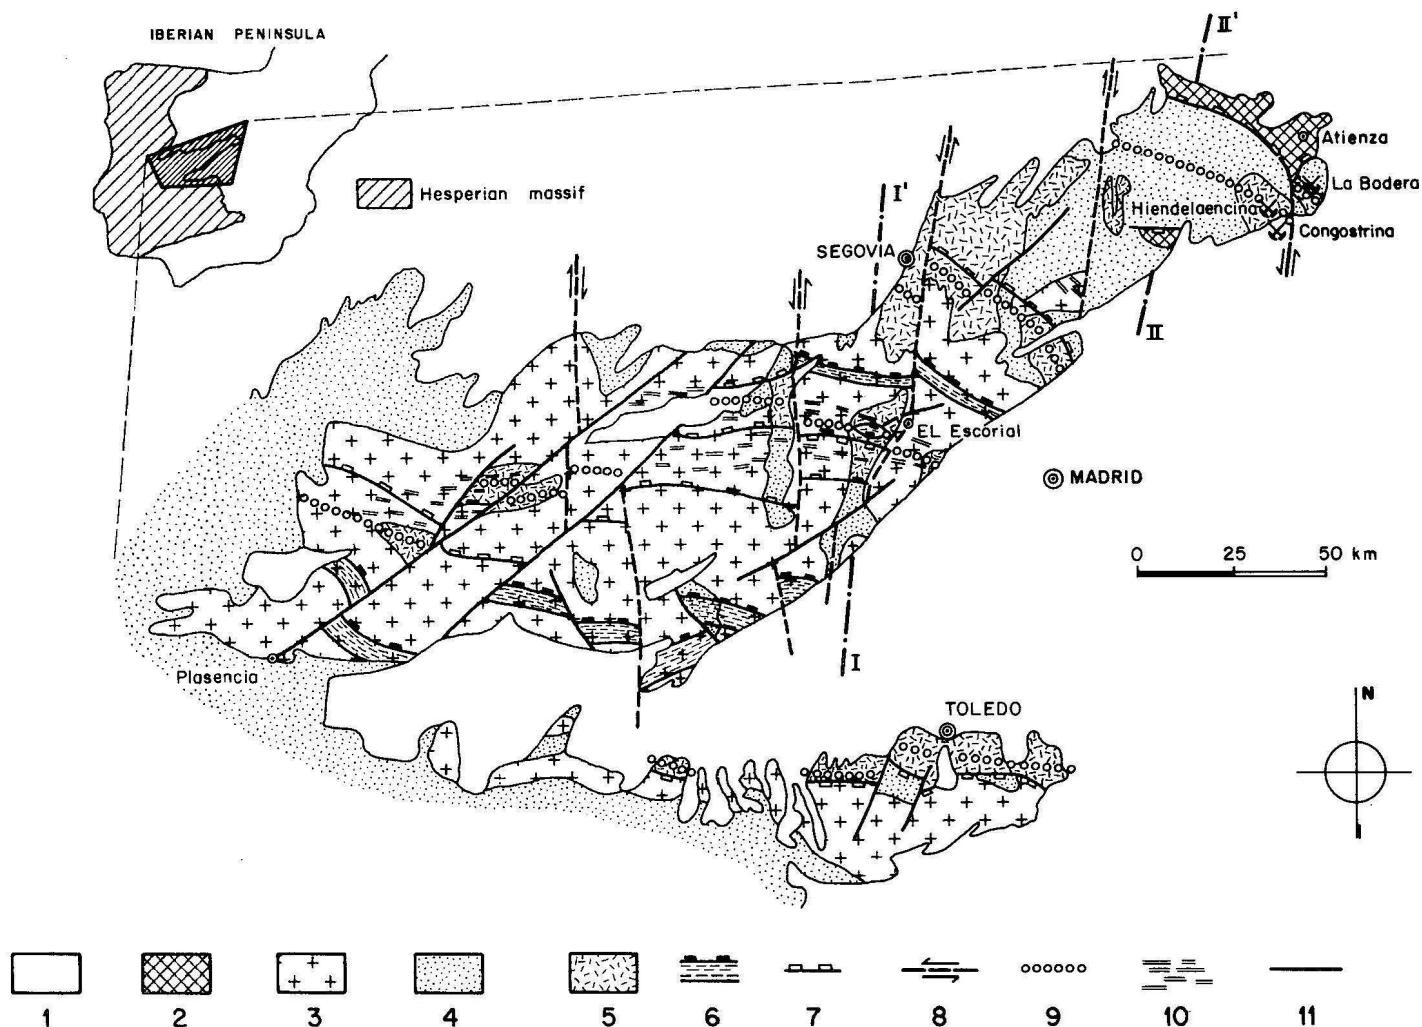 IBERIAN PENINSULA
Hesperian massif
II'
Atienza
La Bodera
Hiendelaencina
Congostrina
I'
SEGOVIA
II
EL Escorial
MADRID
0 25 50 km
I
Plasencia
TOLEDO
N
1 2 3 4 5 6 7 8 9 10 11